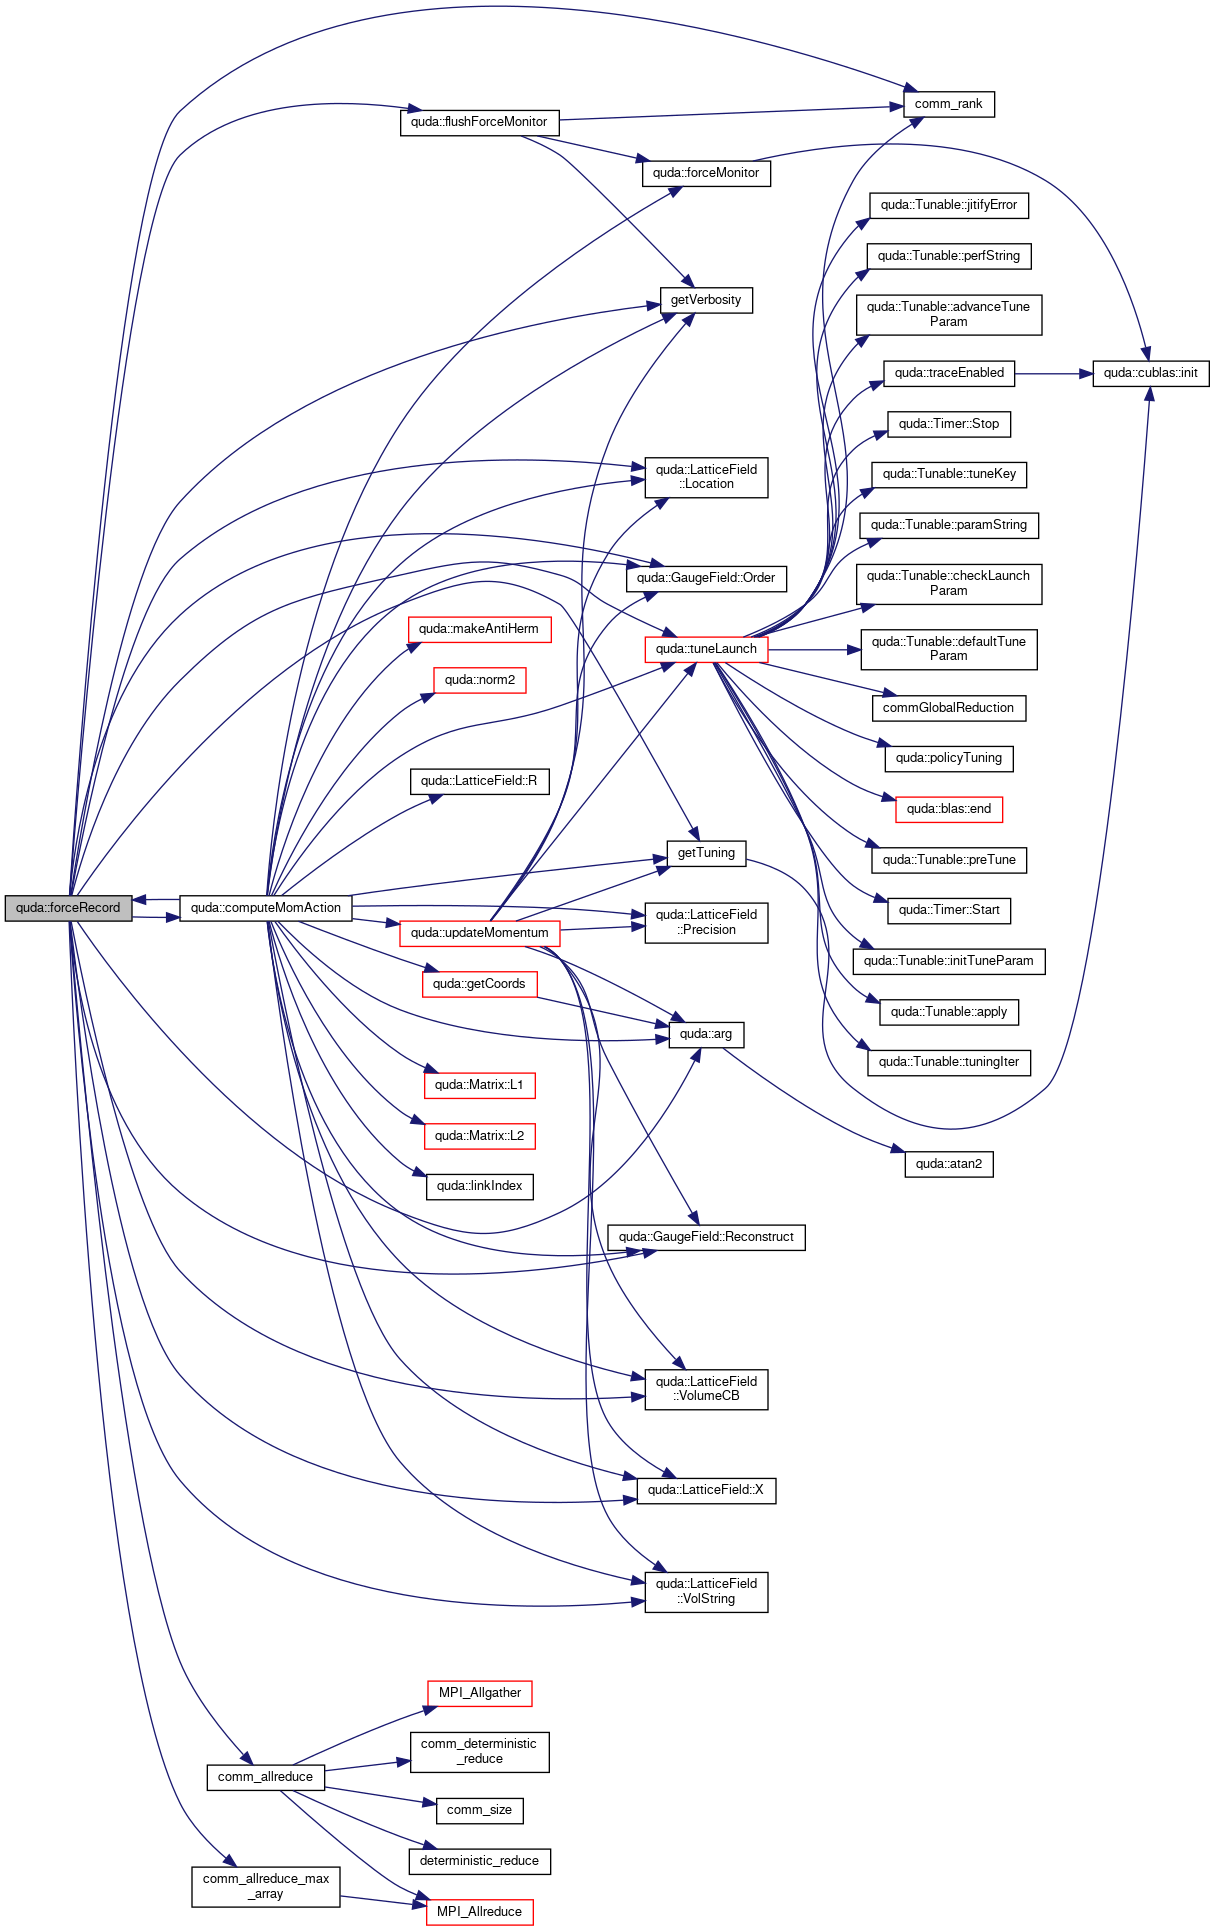 comm_rank
quda::flushForceMonitor
quda::forceMonitor
quda::Tunable::jitifyError
quda::Tunable::perfString
getVerbosity
quda::Tunable::advanceTune
Param
quda::traceEnabled
quda::cublas::init
quda::Timer::Stop
quda::LatticeField
::Location
quda::Tunable::tuneKey
quda::Tunable::paramString
quda::GaugeField::Order
quda::Tunable::checkLaunch
Param
quda::makeAntiHerm
quda::tuneLaunch
quda::Tunable::defaultTune
Param
quda::norm2
commGlobalReduction
quda::policyTuning
quda::LatticeField::R
quda::blas::end
getTuning
quda::Tunable::preTune
quda::forceRecord
quda::computeMomAction
quda::Timer::Start
quda::LatticeField
::Precision
quda::updateMomentum
quda::Tunable::initTuneParam
quda::getCoords
quda::Tunable::apply
quda::arg
quda::Tunable::tuningIter
quda::Matrix::L1
quda::Matrix::L2
quda::atan2
quda::linkIndex
quda::GaugeField::Reconstruct
quda::LatticeField
::VolumeCB
quda::LatticeField::X
quda::LatticeField
::VolString
MPI_Allgather
comm_deterministic
_reduce
comm_allreduce
comm_size
deterministic_reduce
comm_allreduce_max
_array
MPI_Allreduce